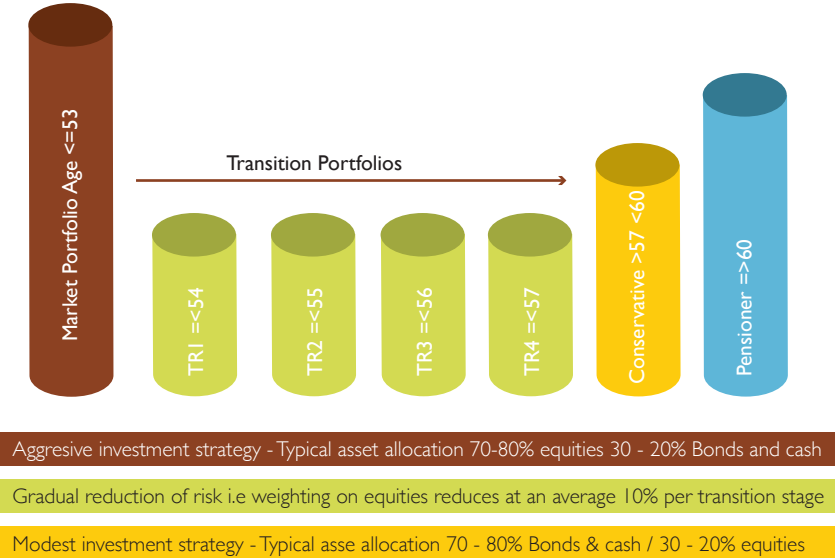 Market Portfolio Age <=53
Transition Portfolios
TR1 =<54
TR2 =<55
TR3 =<56
TR4 =<57
Conservative >57 <60
Pensioner =>60
Aggresive investment strategy - Typical asset allocation 70-80% equities 30 - 20% Bonds and cash
Gradual reduction of risk i.e weighting on equities reduces at an average 10% per transition stage
Modest investment strategy - Typical asse allocation 70 - 80% Bonds & cash / 30 - 20% equities